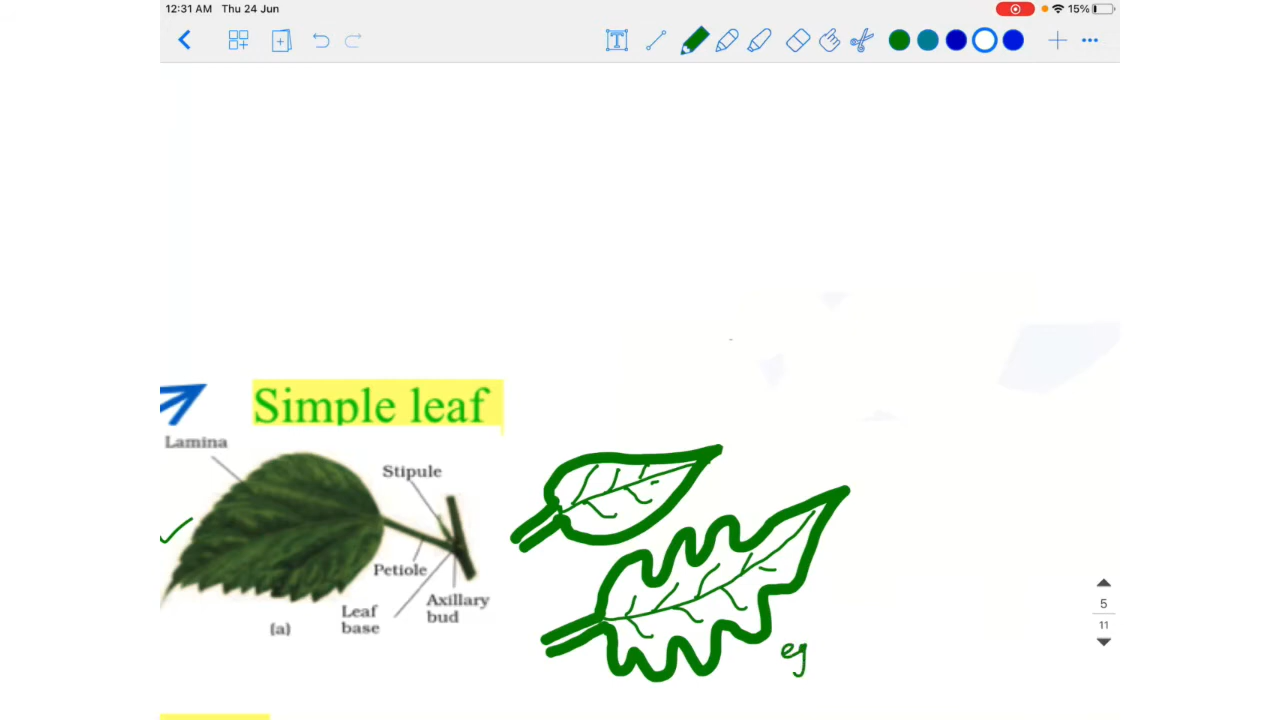 12:31 AM Thu 24 Jun
15%
T
Simple leaf
Lamina
Stipule
Petiole
Axillary
bud
Leaf
base
(a)
eg
5
11